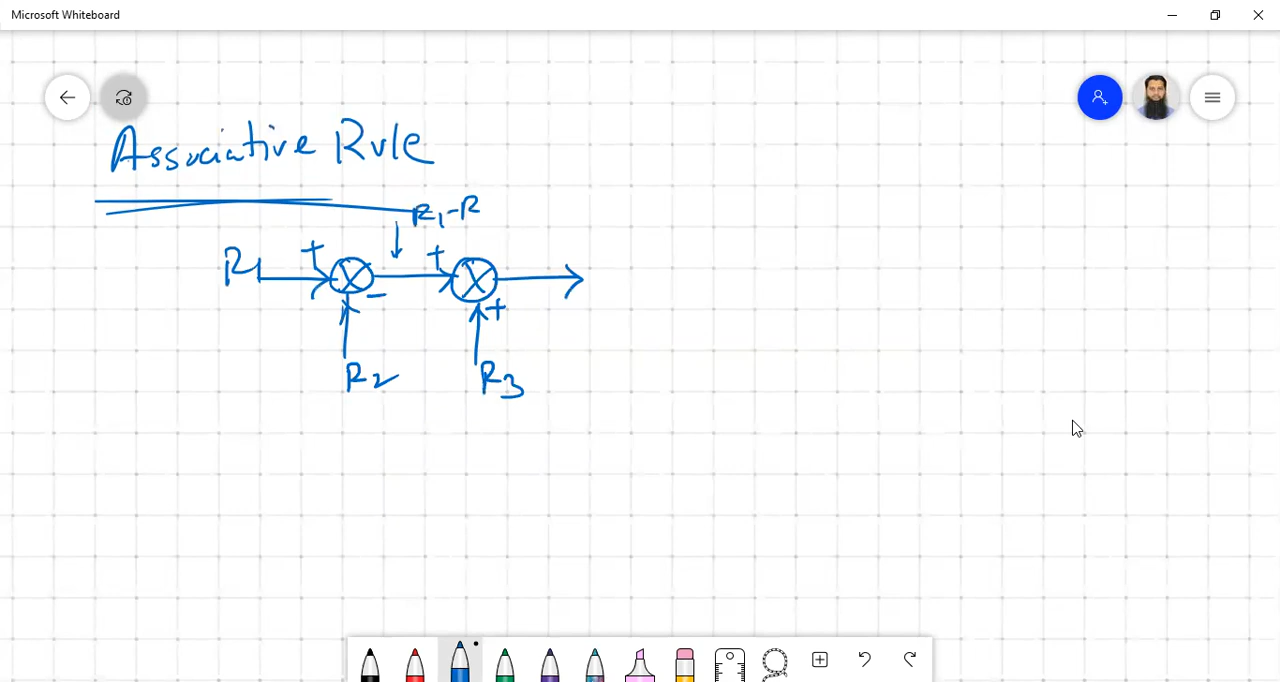 Microsoft Whiteboard
Associative Rule
R1-R
R1 + - + +
R2 R3